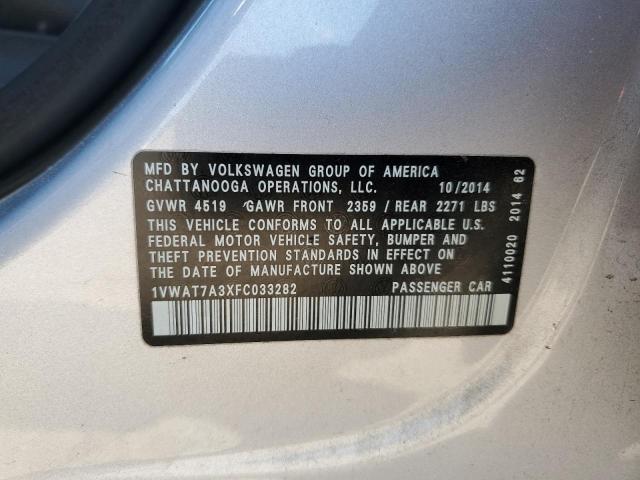 MFD BY VOLKSWAGEN GROUP OF AMERICA
CHATTANOOGA OPERATIONS, LLC. 10/2014
GVWR 4519 GAWR FRONT 2359 / REAR 2271 LBS
THIS VEHICLE CONFORMS TO ALL APPLICABLE U.S.
FEDERAL MOTOR VEHICLE SAFETY, BUMPER AND
THEFT PREVENTION STANDARDS IN EFFECT ON
THE DATE OF MANUFACTURE SHOWN ABOVE
1VWAT7A3XFC033282 PASSENGER CAR
4110020 2014 62